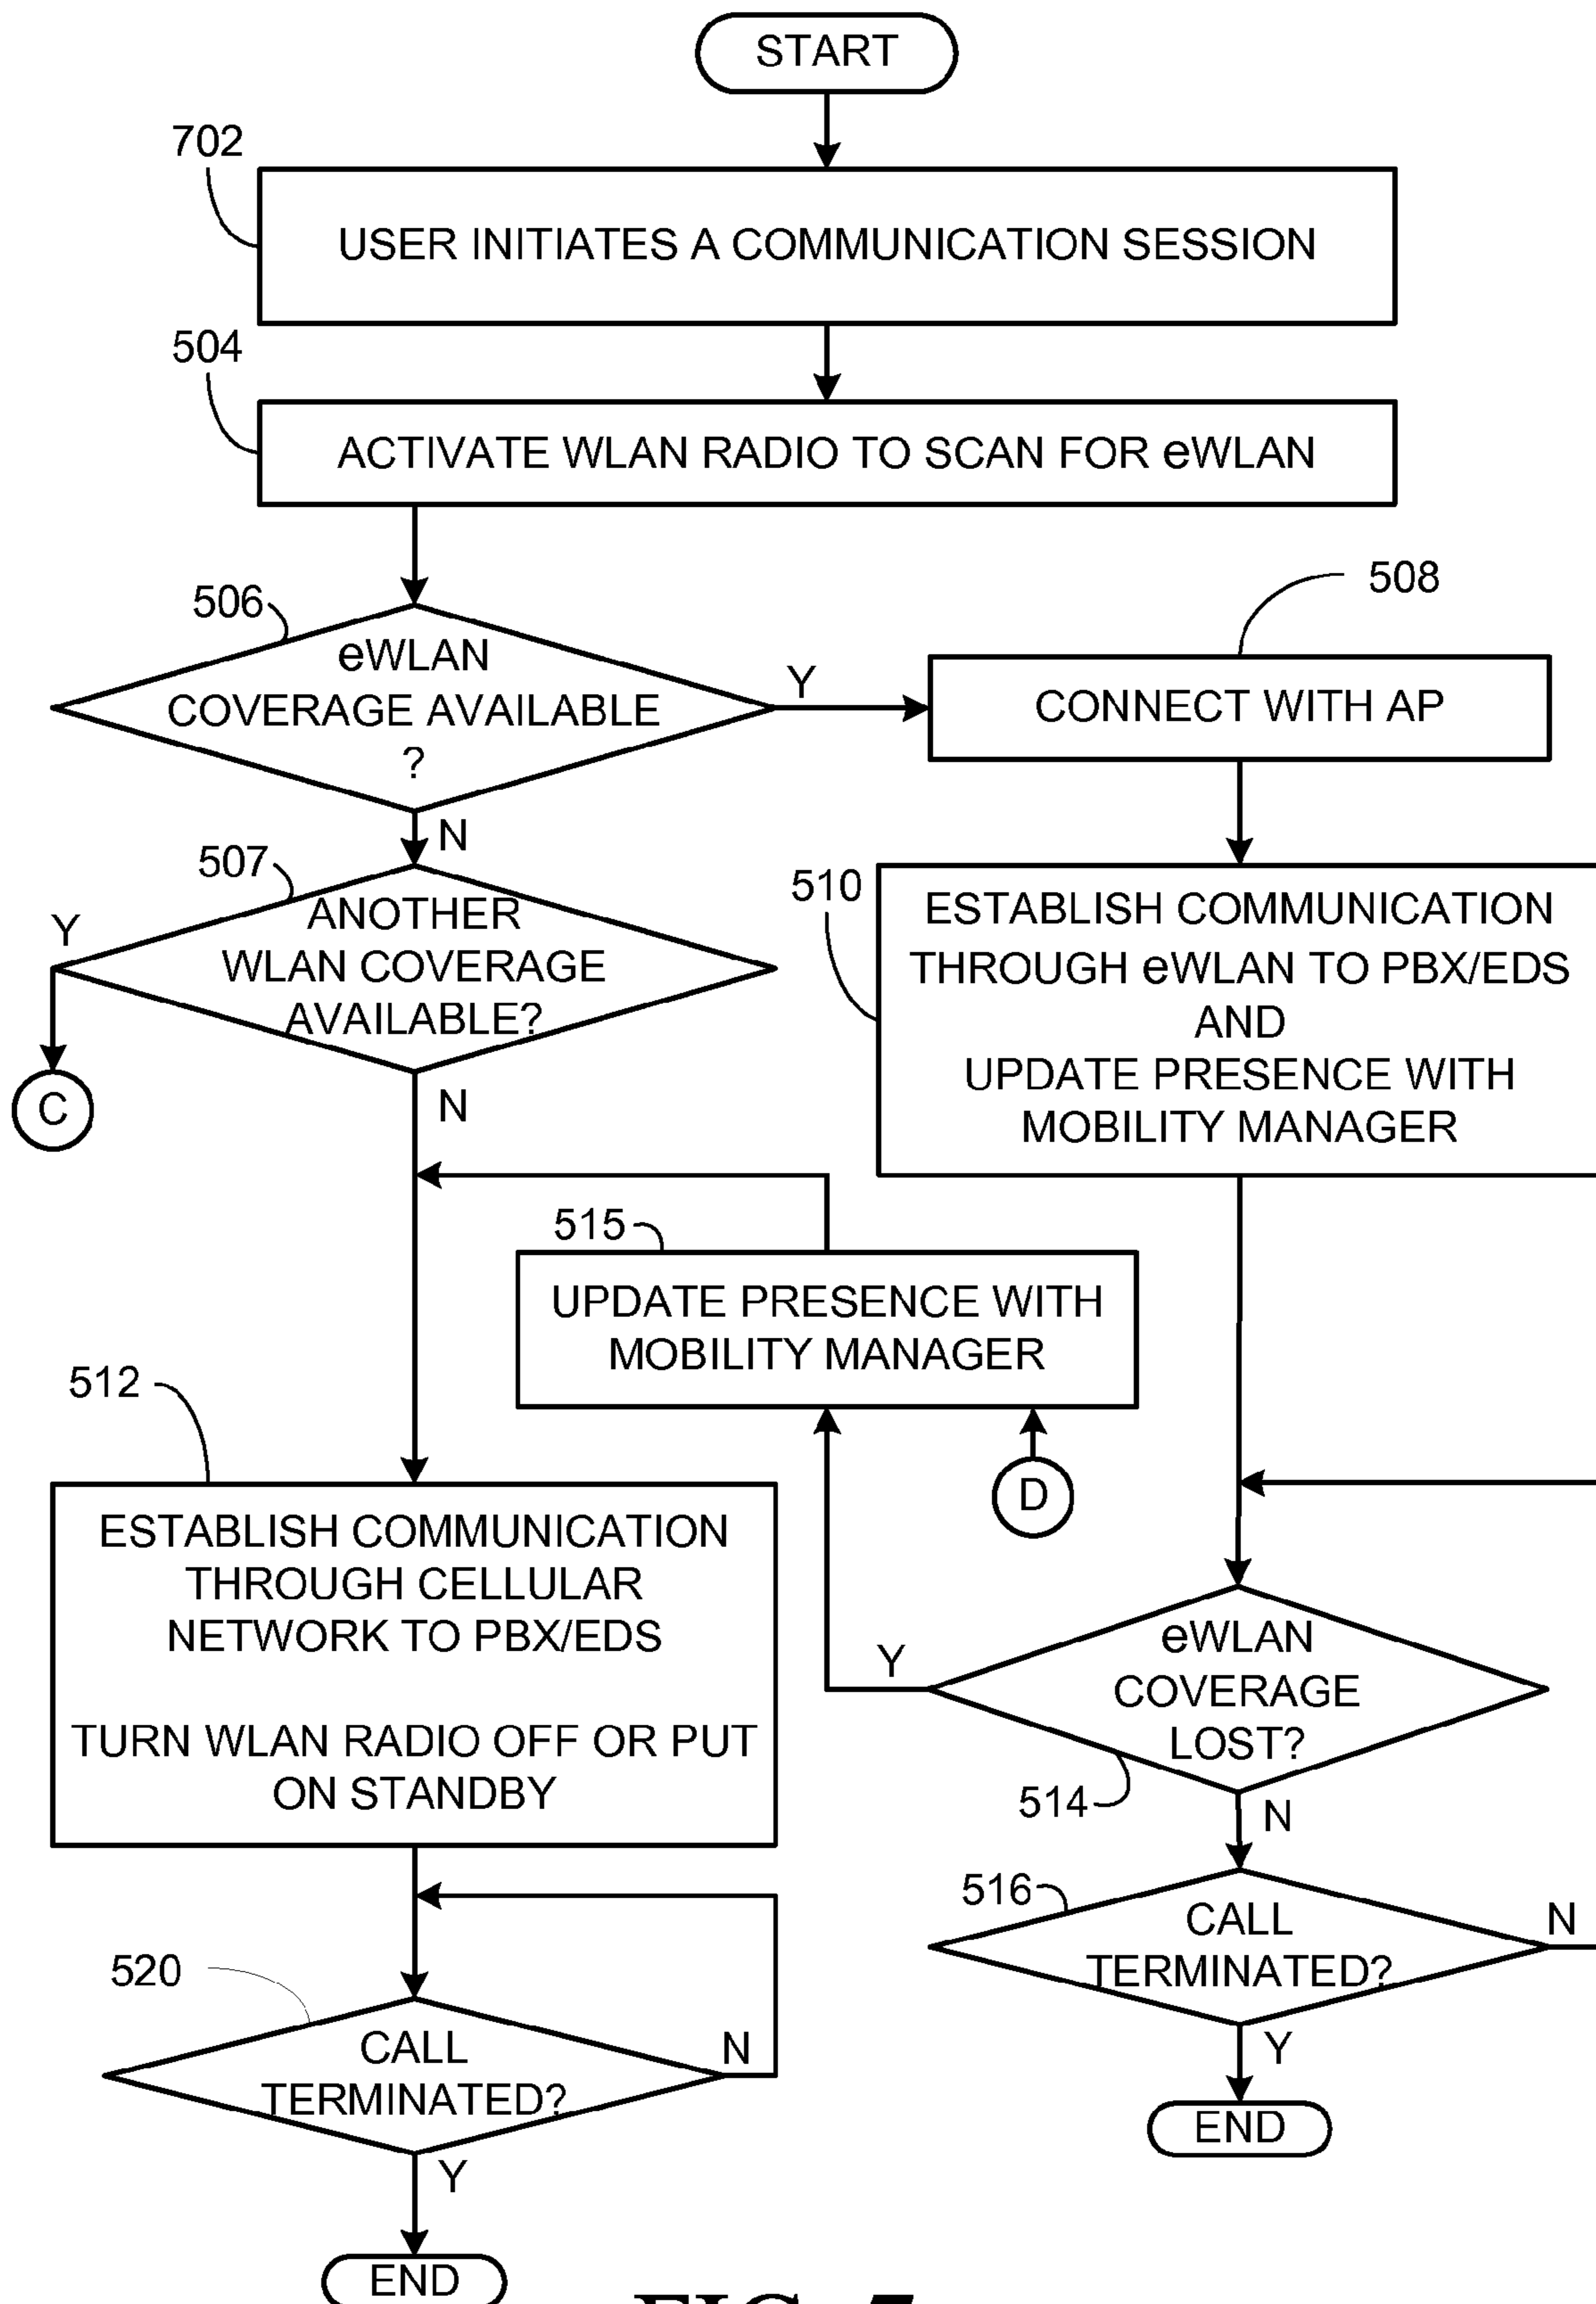 START
702
USER INITIATES A COMMUNICATION SESSION
504
ACTIVATE WLAN RADIO TO SCAN FOR eWLAN
506
eWLAN
COVERAGE AVAILABLE
?
Y
508
CONNECT WITH AP
N
507
ANOTHER
WLAN COVERAGE
AVAILABLE?
Y
C
N
510
ESTABLISH COMMUNICATION
THROUGH eWLAN TO PBX/EDS
AND
UPDATE PRESENCE WITH
MOBILITY MANAGER
515
UPDATE PRESENCE WITH
MOBILITY MANAGER
D
512
ESTABLISH COMMUNICATION
THROUGH CELLULAR
NETWORK TO PBX/EDS
TURN WLAN RADIO OFF OR PUT
ON STANDBY
eWLAN
COVERAGE
LOST?
Y
514
N
516
CALL
TERMINATED?
N
Y
END
520
CALL
TERMINATED?
N
Y
END